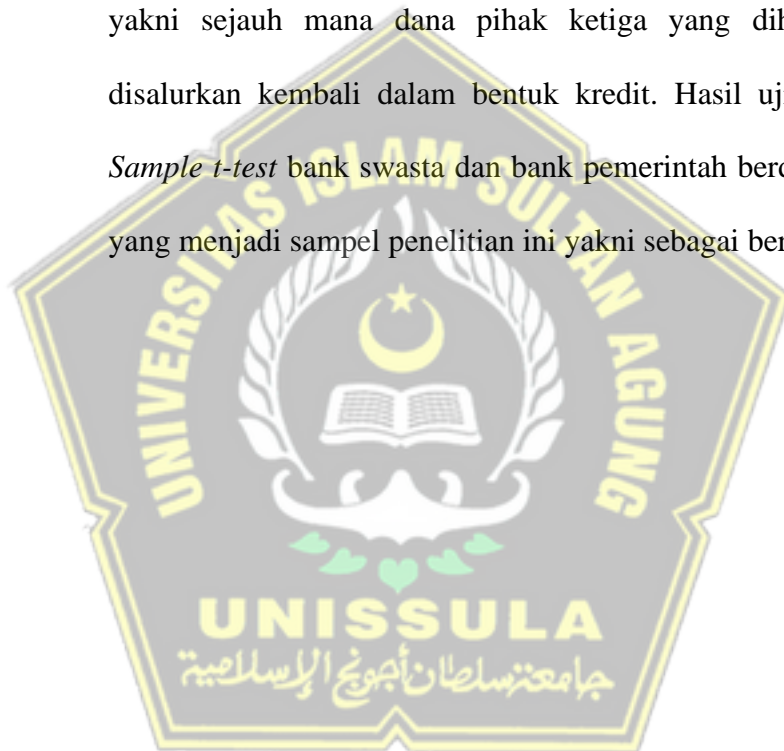 yakni sejauh mana dana pihak ketiga yang
disalurkan kembali dalam bentuk kredit. Hasil
Sample t-test bank swasta dan bank pemerintah
yang menjadi sampel penelitian ini yakni sebagai
UNIVERSITAS ISLAM SULTAN AGUNG
UNISSULA
جامعة سلطان أجونج الإسلامية